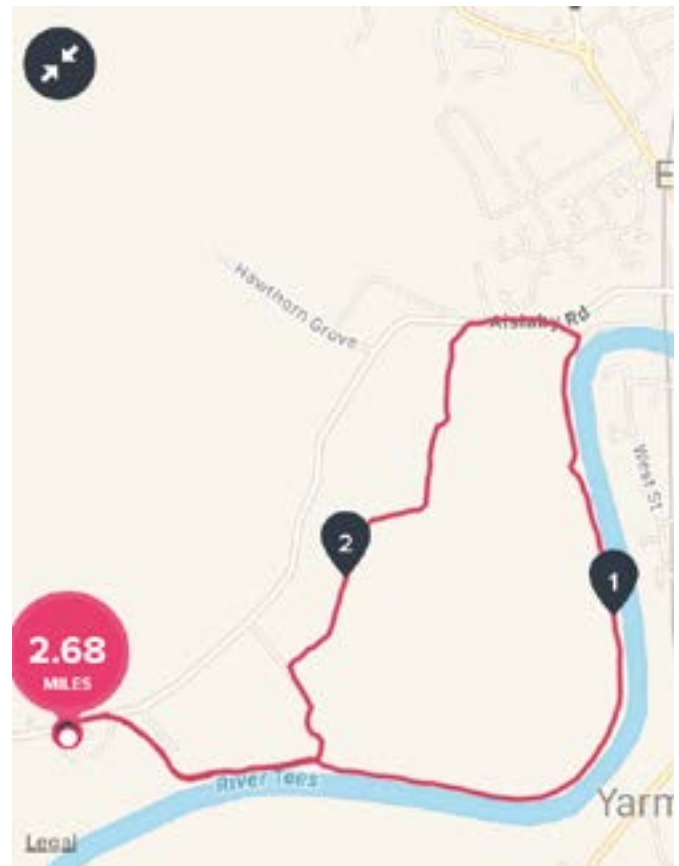 E
Aislaby Rd
Hawthorn Grove
West St
2
1
2.68
MILES
River Tees
Yarm
Legal